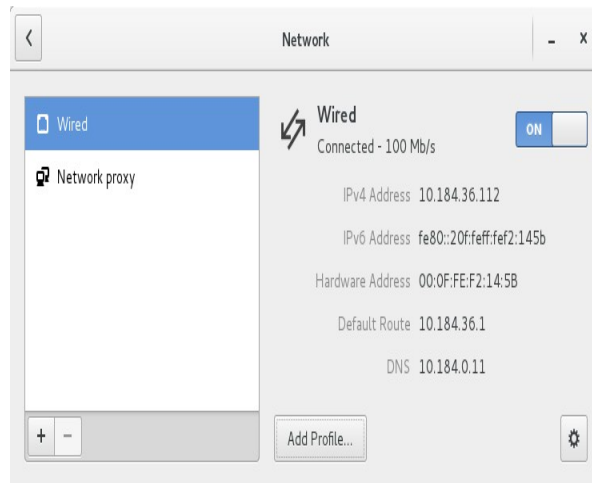 Network
Wired
Network proxy
Wired
Connected - 100 Mb/s
ON
IPv4 Address 10.184.36.112
IPv6 Address fe80::20f:feff:fef2:145b
Hardware Address 00:0F:FE:F2:14:5B
Default Route 10.184.36.1
DNS 10.184.0.11
+ -
Add Profile...